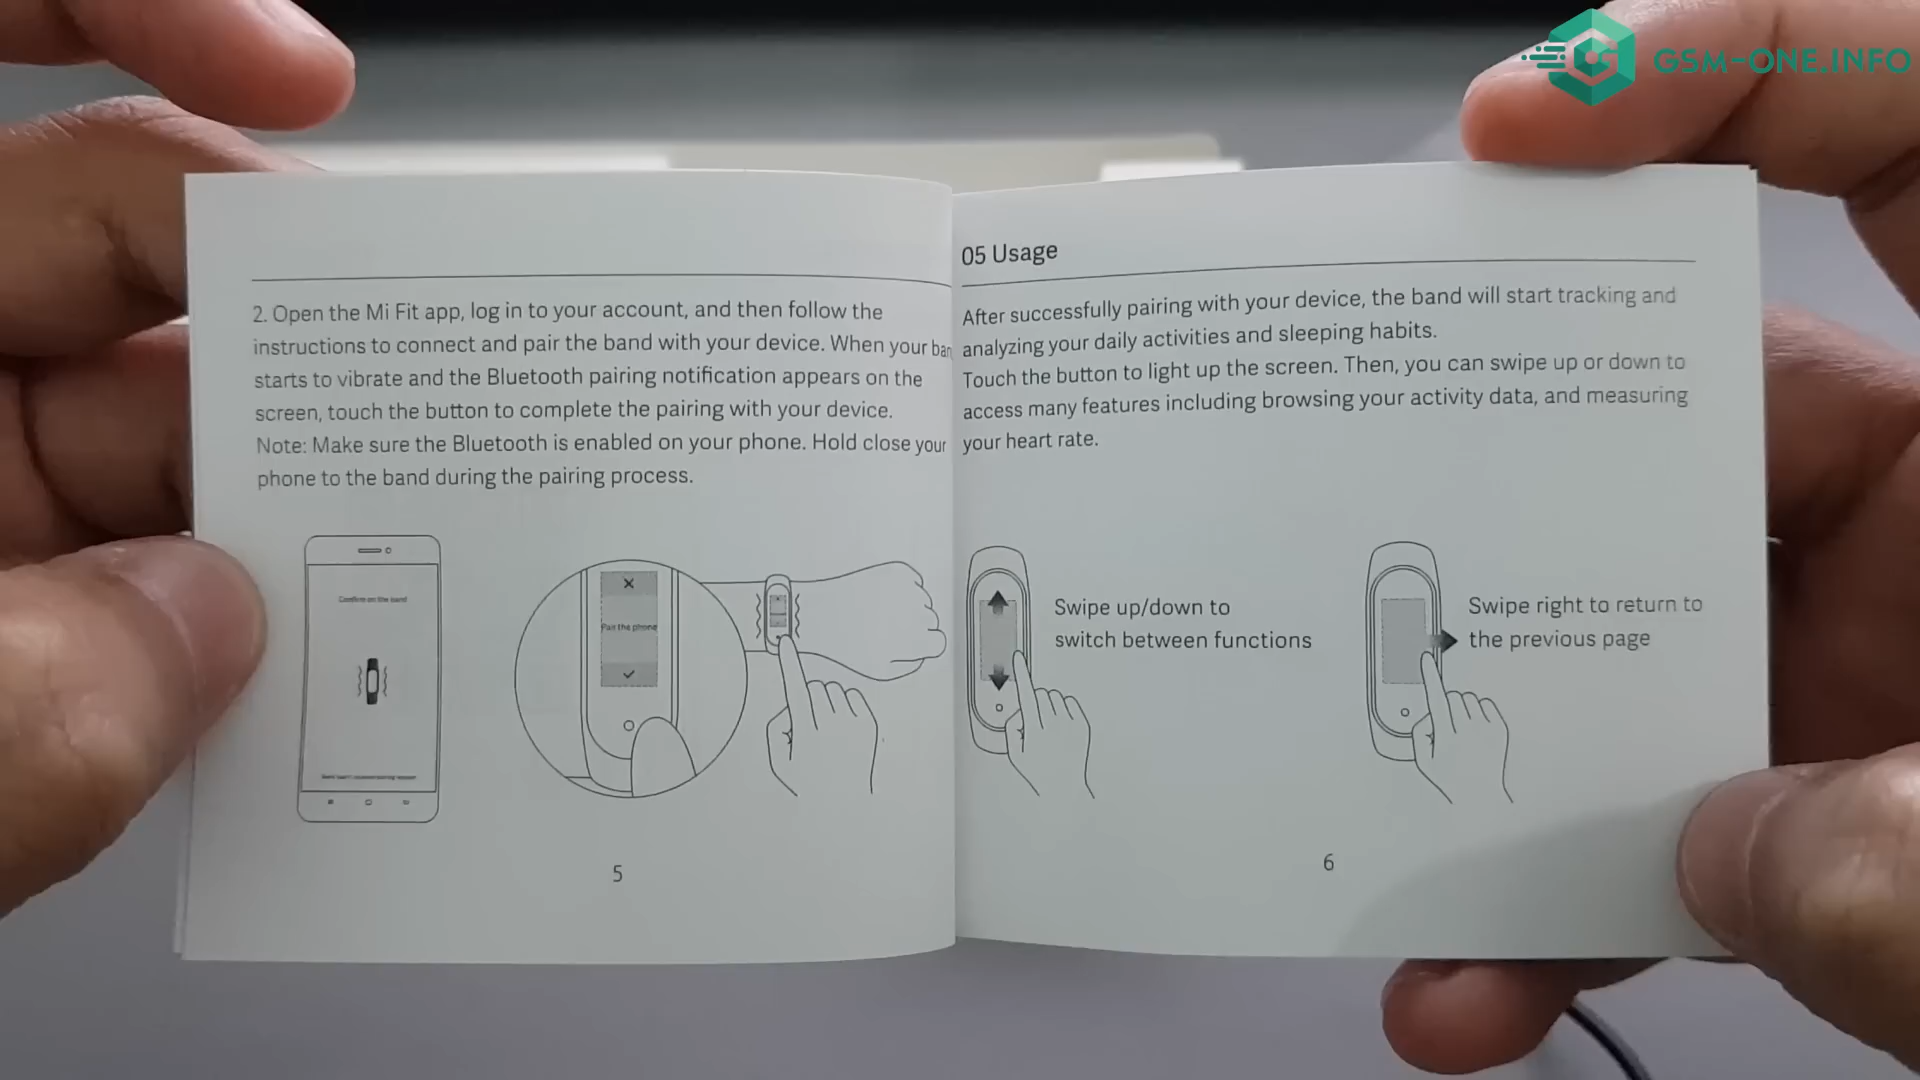 GSM-ONE.INFO
2. Open the Mi Fit app, log in to your account, and then follow the
instructions to connect and pair the band with your device. When your ban
starts to vibrate and the Bluetooth pairing notification appears on the
screen, touch the button to complete the pairing with your device.
Note: Make sure the Bluetooth is enabled on your phone. Hold close your
phone to the band during the pairing process.
Confirm on the band
Pair the phone
5
05 Usage
After successfully pairing with your device, the band will start tracking and
analyzing your daily activities and sleeping habits.
Touch the button to light up the screen. Then, you can swipe up or down to
access many features including browsing your activity data, and measuring
your heart rate.
Swipe up/down to
switch between functions
Swipe right to return to
the previous page
6